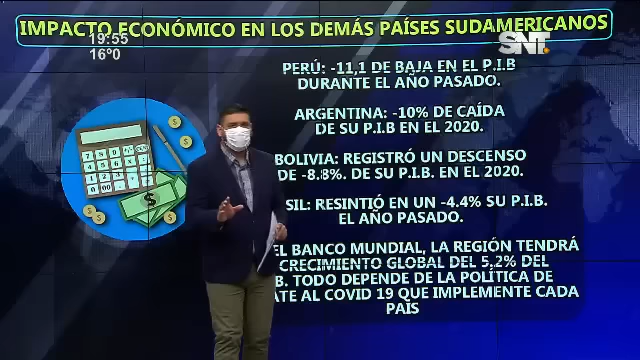 IMPACTO ECONÓMICO EN LOS DEMÁS PAÍSES SUDAMERICANOS
19:55
16°0
SNT
PERÚ: -11,1 DE BAJA EN EL P.I.B
DURANTE EL AÑO PASADO.
ARGENTINA: -10% DE CAÍDA
DE SU P.I.B EN EL 2020.
BOLIVIA: REGISTRÓ UN DESCENSO
DE -8.8%. DE SU P.I.B. EN EL 2020.
SIL: RESINTIÓ EN UN -4.4% SU P.I.B.
EL AÑO PASADO.
EL BANCO MUNDIAL, LA REGIÓN TENDRÁ
CRECIMIENTO GLOBAL DEL 5,2% DEL
B. TODO DEPENDE DE LA POLÍTICA DE
ATE AL COVID 19 QUE IMPLEMENTE CADA
PAÍS